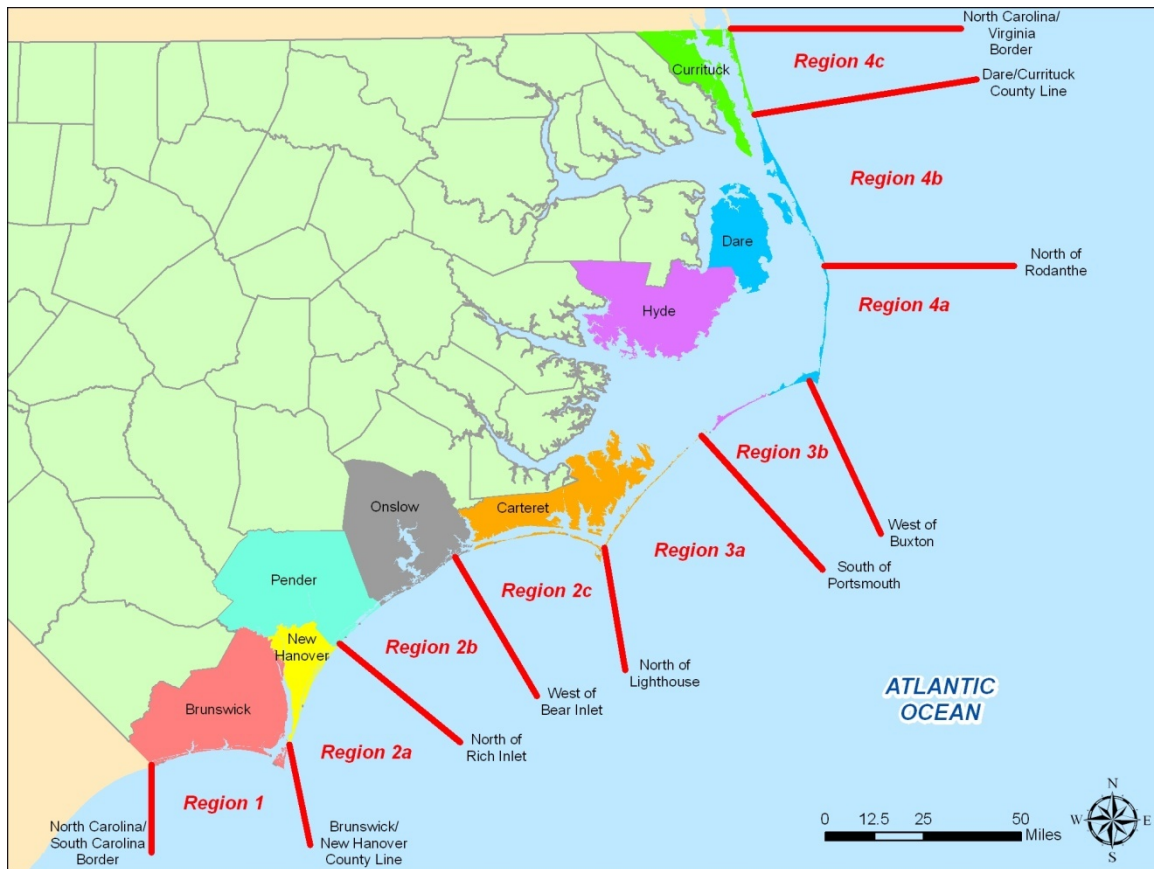 North Carolina/
Virginia
Border
Region 4c
Currituck
Dare/Currituck
County Line
Region 4b
Dare
North of
Rodanthe
Region 4a
Hyde
Region 3b
West of
Buxton
South of
Portsmouth
Region 3a
Carteret
Onslow
Region 2c
North of
Lighthouse
Pender
Region 2b
West of
Bear Inlet
New
Hanover
North of
Rich Inlet
Brunswick
Region 2a
Region 1
North Carolina/
South Carolina
Border
Brunswick/
New Hanover
County Line
ATLANTIC
OCEAN
0 12.5 25 50
Miles
N
W E
S